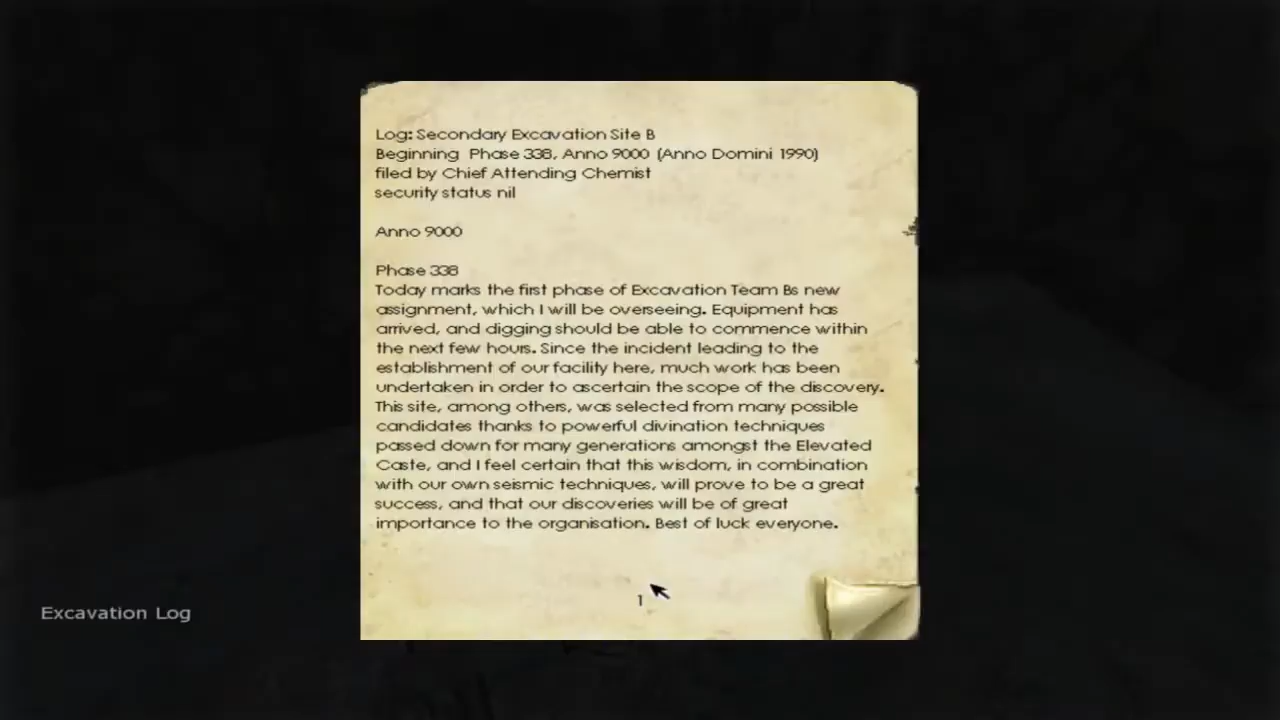 Log: Secondary Excavation Site B
Beginning Phase 338, Anno 9000 (Anno Domini 1990)
filed by Chief Attending Chemist
security status nil
Anno 9000
Phase 338
Today marks the first phase of Excavation Team Bs new
assignment, which I will be overseeing. Equipment has
arrived, and digging should be able to commence within
the next few hours. Since the incident leading to the
establishment of our facility here, much work has been
undertaken in order to ascertain the scope of the discovery.
This site, among others, was selected from many possible
candidates thanks to powerful divination techniques
passed down for many generations amongst the Elevated
Caste, and I feel certain that this wisdom, in combination
with our own seismic techniques, will prove to be a great
success, and that our discoveries will be of great
importance to the organisation. Best of luck everyone.
1
Excavation Log